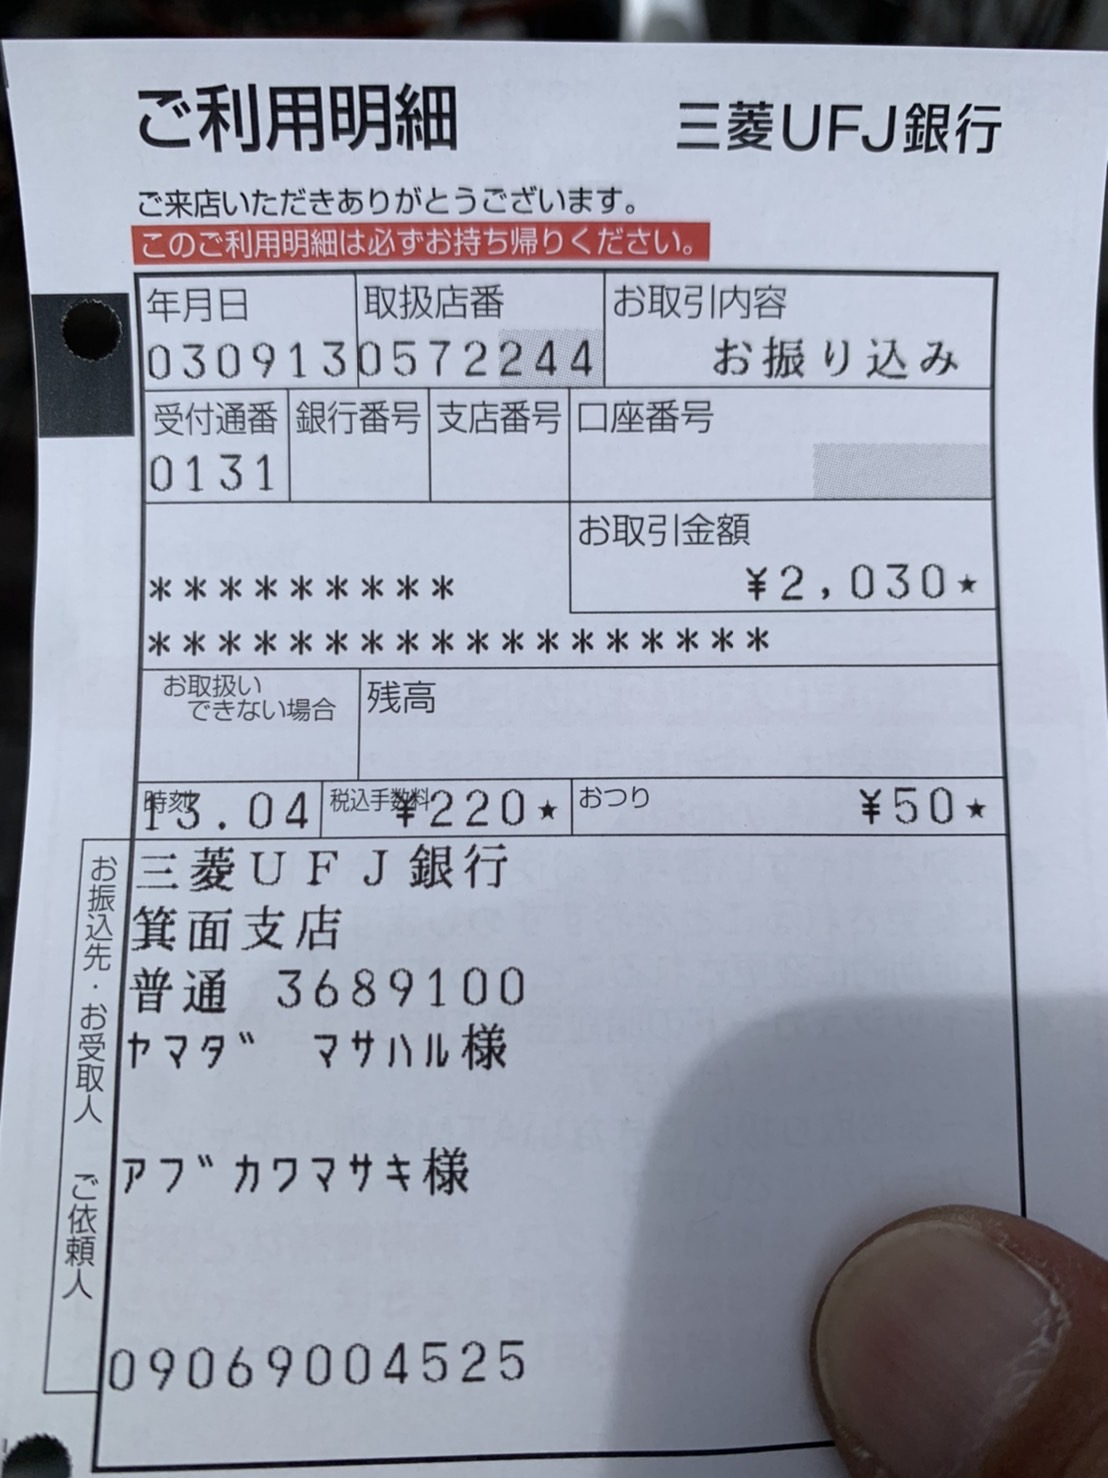 ご利用明細 三菱UFJ銀行
ご来店いただきありがとうございます。
このご利用明細は必ずお持ち帰りください。
年月日 取扱店番 お取引内容
030913 0572244 お振り込み
受付通番 銀行番号 支店番号 口座番号
0131
お取引金額
********* ¥2,030★
******************
お取扱い
できない場合 残高
時刻 税込手数料 おつり
13.04 ¥220★ ¥50★
お振込先・お受取人
三菱UFJ銀行
箕面支店
普通 3689100
ヤマダ マサハル様
ご依頼人
アブカワマサキ様
09069004525